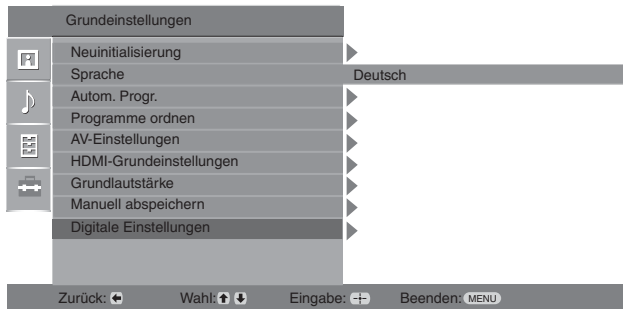 Grundeinstellungen
Neuinitialisierung
Sprache Deutsch
Autom. Progr.
Programme ordnen
AV-Einstellungen
HDMI-Grundeinstellungen
Grundlautstärke
Manuell abspeichern
Digitale Einstellungen
Zurück: Wahl: Eingabe: Beenden: MENU